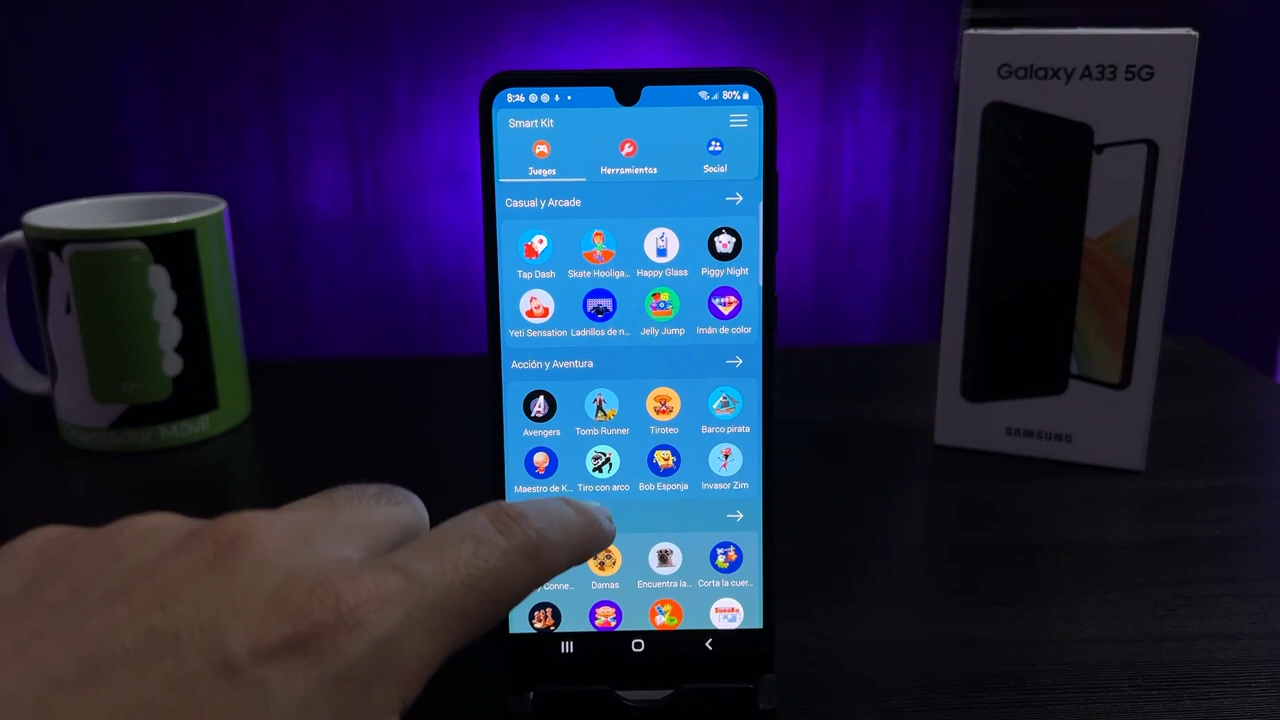 8:26
80%
Smart Kit
Juegos
Herramientas
Social
Casual y Arcade
Tap Dash
Skate Hooliga...
Happy Glass
Piggy Night
Yeti Sensation
Ladrillos de n...
Jelly Jump
Imán de color
Acción y Aventura
Avengers
Tomb Runner
Tiroteo
Barco pirata
Maestro de K...
Tiro con arco
Bob Esponja
Invasor Zim
Conne...
Damas
Encuentra la...
Corta la cuer...
Galaxy A33 5G
SAMSUNG
Móvil